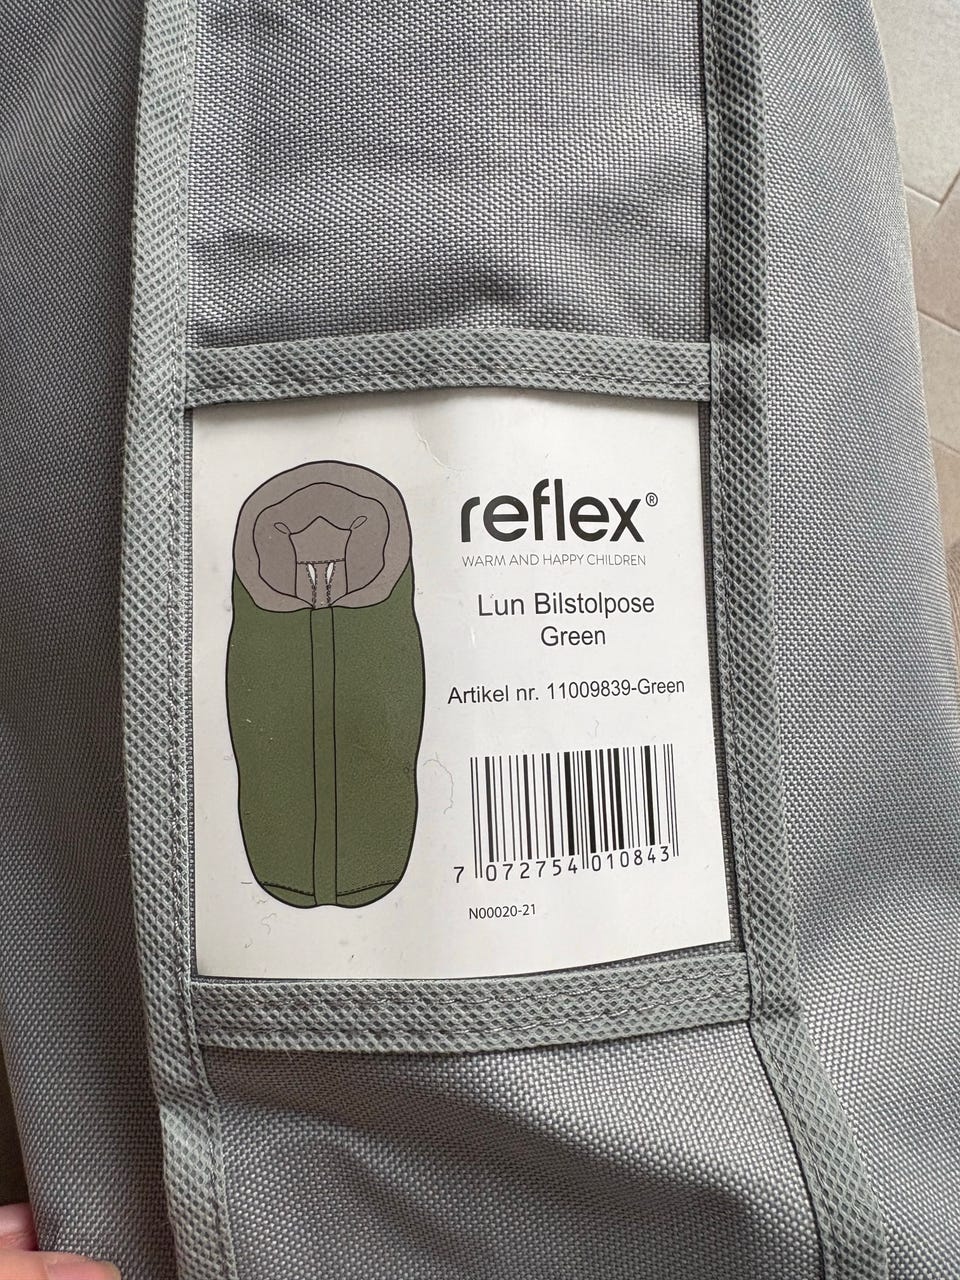 reflex®
WARM AND HAPPY CHILDREN
Lun Bilstolpose
Green
Artikel nr. 11009839-Green
7 072754 010843
N00020-21